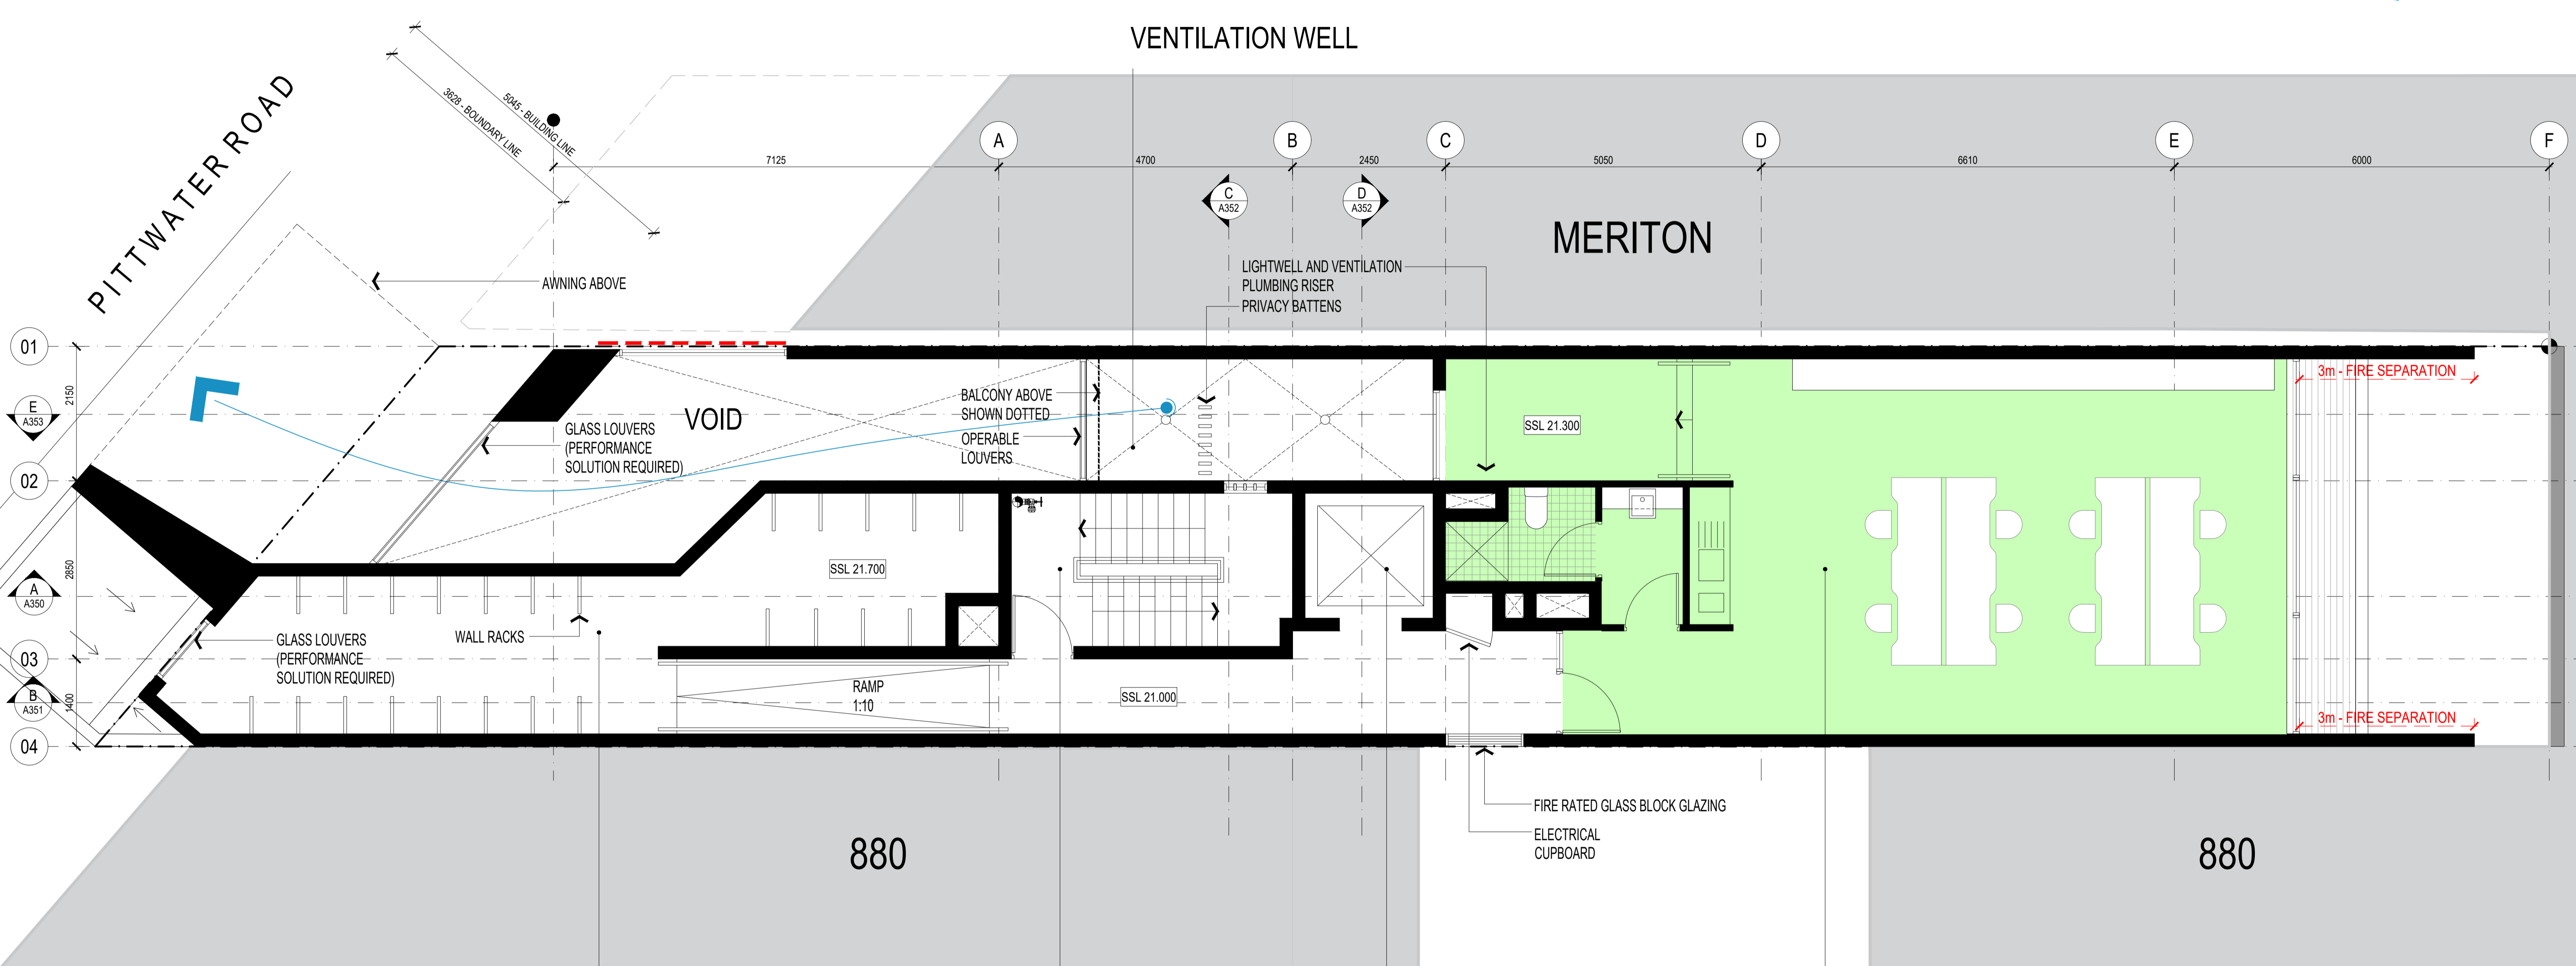 VENTILATION WELL
PITTWATER ROAD
3628 - BOUNDARY LINE
5045 - BUILDING LINE
A
B
C
D
E
F
7125
4700
2450
5050
6610
6000
C
A352
D
A352
MERITON
AWNING ABOVE
LIGHTWELL AND VENTILATION
PLUMBING RISER
PRIVACY BATTENS
01
2150
E
A353
02
2850
A
A350
03
B
A351
1400
04
GLASS LOUVERS
(PERFORMANCE
SOLUTION REQUIRED)
VOID
BALCONY ABOVE
SHOWN DOTTED
OPERABLE
LOUVERS
SSL 21.300
3m - FIRE SEPARATION
SSL 21.700
GLASS LOUVERS
(PERFORMANCE
SOLUTION REQUIRED)
WALL RACKS
RAMP
1:10
SSL 21.000
3m - FIRE SEPARATION
FIRE RATED GLASS BLOCK GLAZING
ELECTRICAL
CUPBOARD
880
880